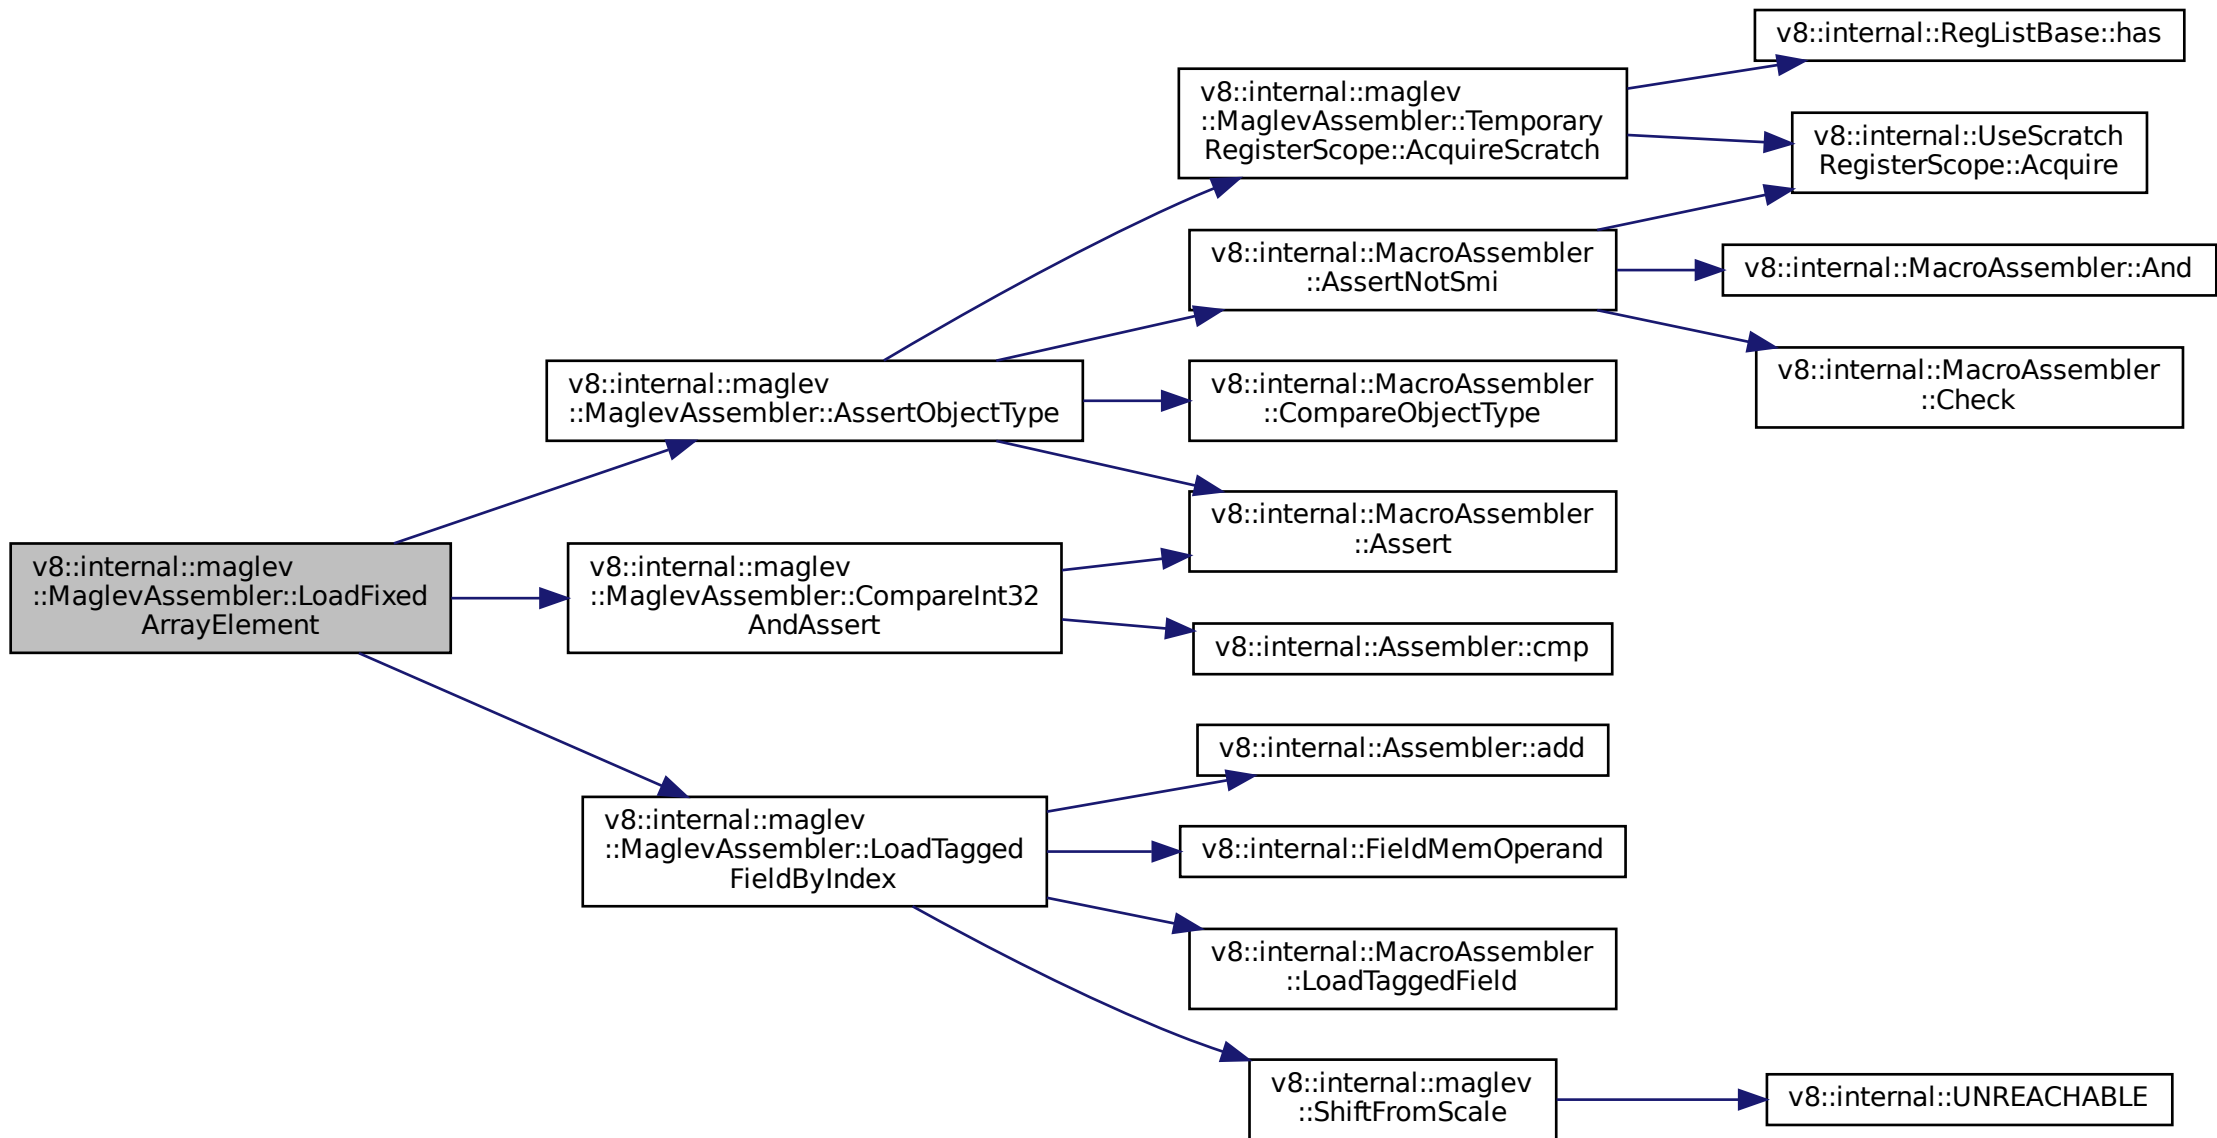 v8::internal::maglev
::MaglevAssembler::LoadFixed
ArrayElement
v8::internal::maglev
::MaglevAssembler::AssertObjectType
v8::internal::maglev
::MaglevAssembler::CompareInt32
AndAssert
v8::internal::maglev
::MaglevAssembler::LoadTagged
FieldByIndex
v8::internal::maglev
::MaglevAssembler::Temporary
RegisterScope::AcquireScratch
v8::internal::MacroAssembler
::AssertNotSmi
v8::internal::MacroAssembler
::CompareObjectType
v8::internal::MacroAssembler
::Assert
v8::internal::Assembler::cmp
v8::internal::Assembler::add
v8::internal::FieldMemOperand
v8::internal::MacroAssembler
::LoadTaggedField
v8::internal::maglev
::ShiftFromScale
v8::internal::RegListBase::has
v8::internal::UseScratch
RegisterScope::Acquire
v8::internal::MacroAssembler::And
v8::internal::MacroAssembler
::Check
v8::internal::UNREACHABLE